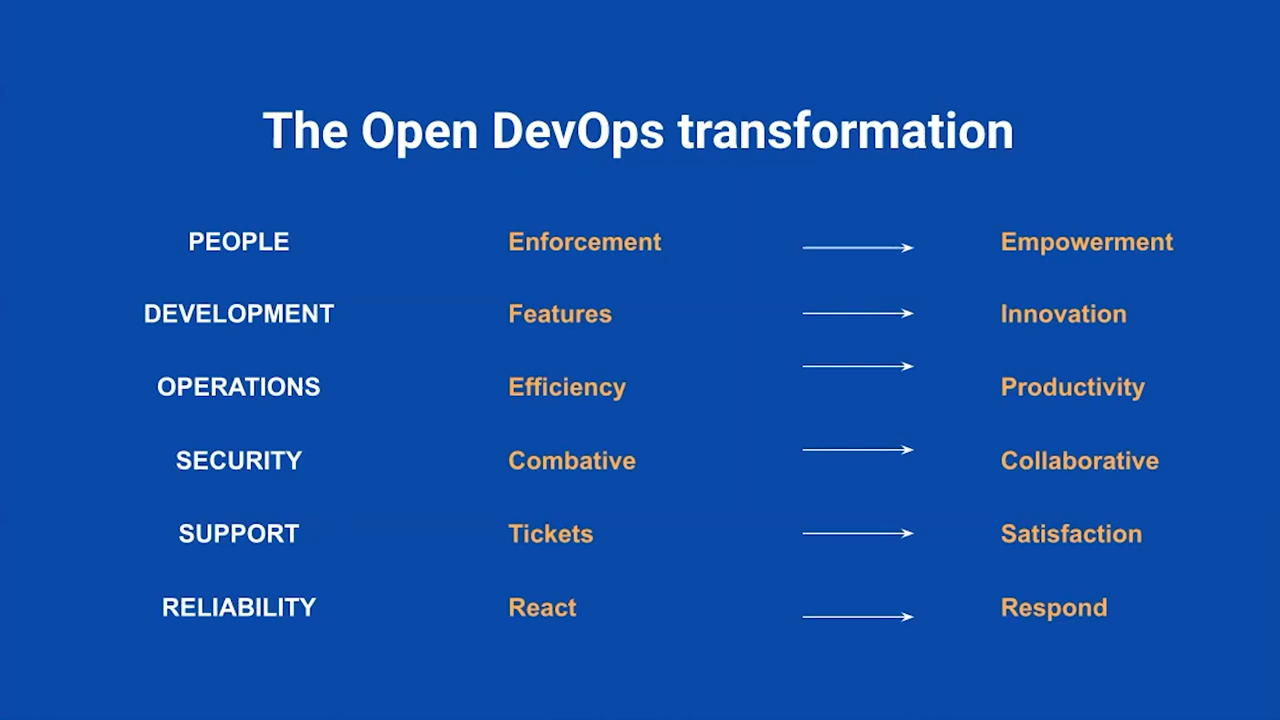 The Open DevOps transformation
PEOPLE Enforcement Empowerment
DEVELOPMENT Features Innovation
OPERATIONS Efficiency Productivity
SECURITY Combative Collaborative
SUPPORT Tickets Satisfaction
RELIABILITY React Respond